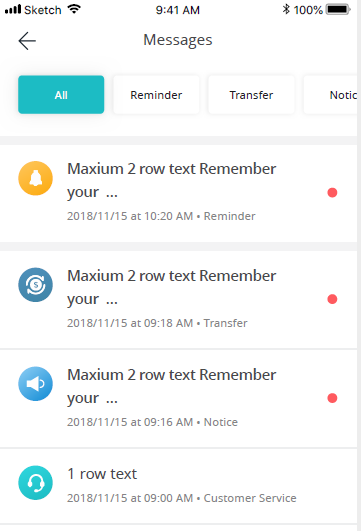 Sketch 9:41 AM 100%
Messages
All Reminder Transfer Notic
Maxium 2 row text Remember
your ...
2018/11/15 at 10:20 AM • Reminder
Maxium 2 row text Remember
your ...
2018/11/15 at 09:18 AM • Transfer
Maxium 2 row text Remember
your ...
2018/11/15 at 09:16 AM • Notice
1 row text
2018/11/15 at 09:00 AM • Customer Service